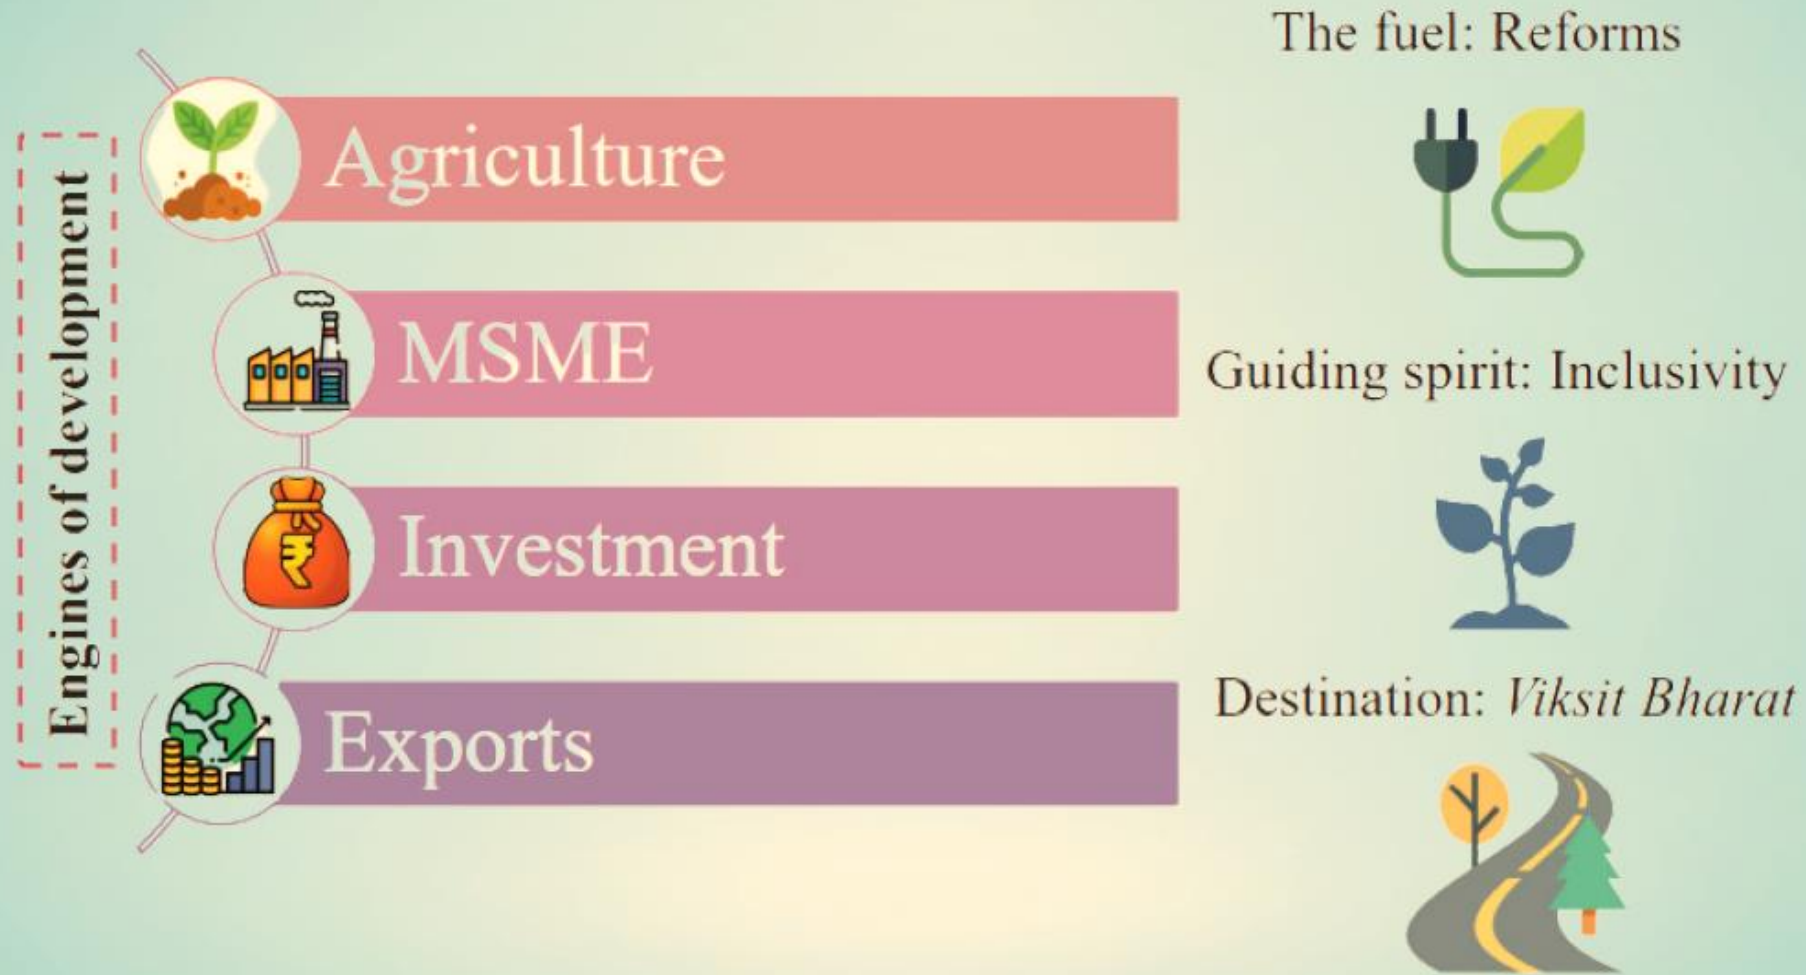 Engines of development
Agriculture
MSME
Investment
Exports
The fuel: Reforms
Guiding spirit: Inclusivity
Destination: Viksit Bharat
₹